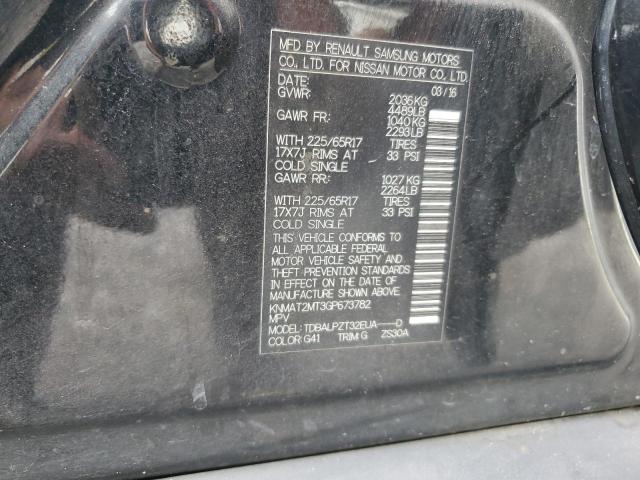 MFD BY RENAULT SAMSUNG MOTORS
CO., LTD. FOR NISSAN MOTOR CO., LTD.
DATE: 03/16
GVWR: 2036KG
4489LB
GAWR FR: 1040KG
2293LB
WITH 225/65R17 TIRES
17X7J RIMS AT 33 PSI
COLD SINGLE
GAWR RR: 1027 KG
2264LB
WITH 225/65R17 TIRES
17X7J RIMS AT 33 PSI
COLD SINGLE
THIS VEHICLE CONFORMS TO
ALL APPLICABLE FEDERAL
MOTOR VEHICLE SAFETY AND
THEFT PREVENTION STANDARDS
IN EFFECT ON THE DATE OF
MANUFACTURE SHOWN ABOVE.
KNMAT2MT3GP673782
MPV
MODEL: TDBALPZT32EUA-----D
COLOR: G41 TRIM: G ZS30A